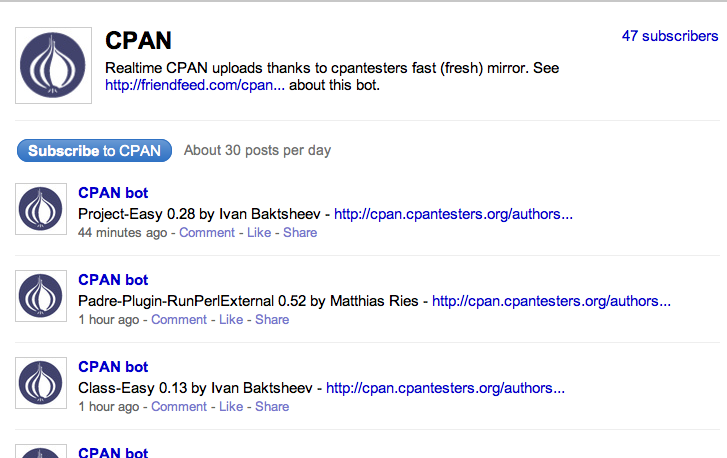 CPAN
47 subscribers
Realtime CPAN uploads thanks to cpantesters fast (fresh) mirror. See
http://friendfeed.com/cpan... about this bot.
Subscribe to CPAN
About 30 posts per day
CPAN bot
Project-Easy 0.28 by Ivan Baktsheev - http://cpan.cpantesters.org/authors...
44 minutes ago - Comment - Like - Share
CPAN bot
Padre-Plugin-RunPerlExternal 0.52 by Matthias Ries - http://cpan.cpantesters.org/authors...
1 hour ago - Comment - Like - Share
CPAN bot
Class-Easy 0.13 by Ivan Baktsheev - http://cpan.cpantesters.org/authors...
1 hour ago - Comment - Like - Share
CPAN bot